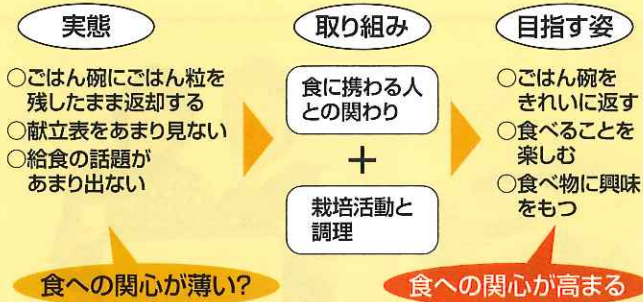 実態
○ごはん碗にごはん粒を
残したまま返却する
○献立表をあまり見ない
○給食の話題が
あまり出ない
食への関心が薄い?
取り組み
食に携わる人
との関わり
+
栽培活動と
調理
目指す姿
○ごはん碗を
きれいに返す
○食べることを
楽しむ
○食べ物に興味
をもつ
食への関心が高まる